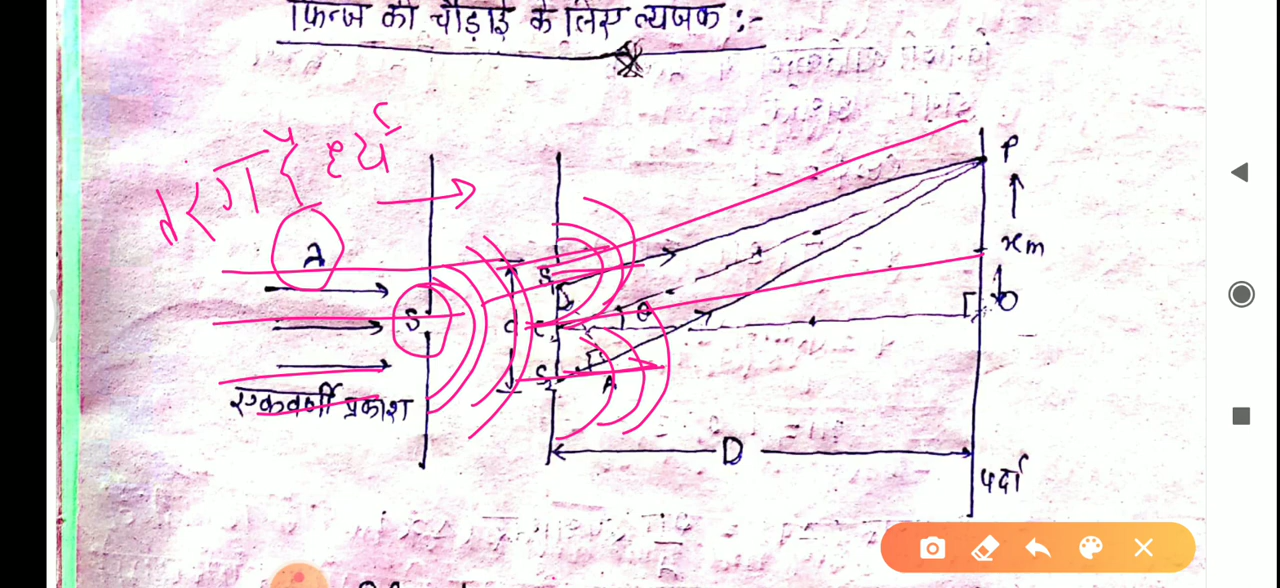 फ्रिन्ज की चौड़ाई के लिए व्यंजक :-
तरंगदैर्ध्य
λ
S
एकवर्णी प्रकाश
S₁
d
C
S₂
θ
A
P
xm
O
D
पर्दा